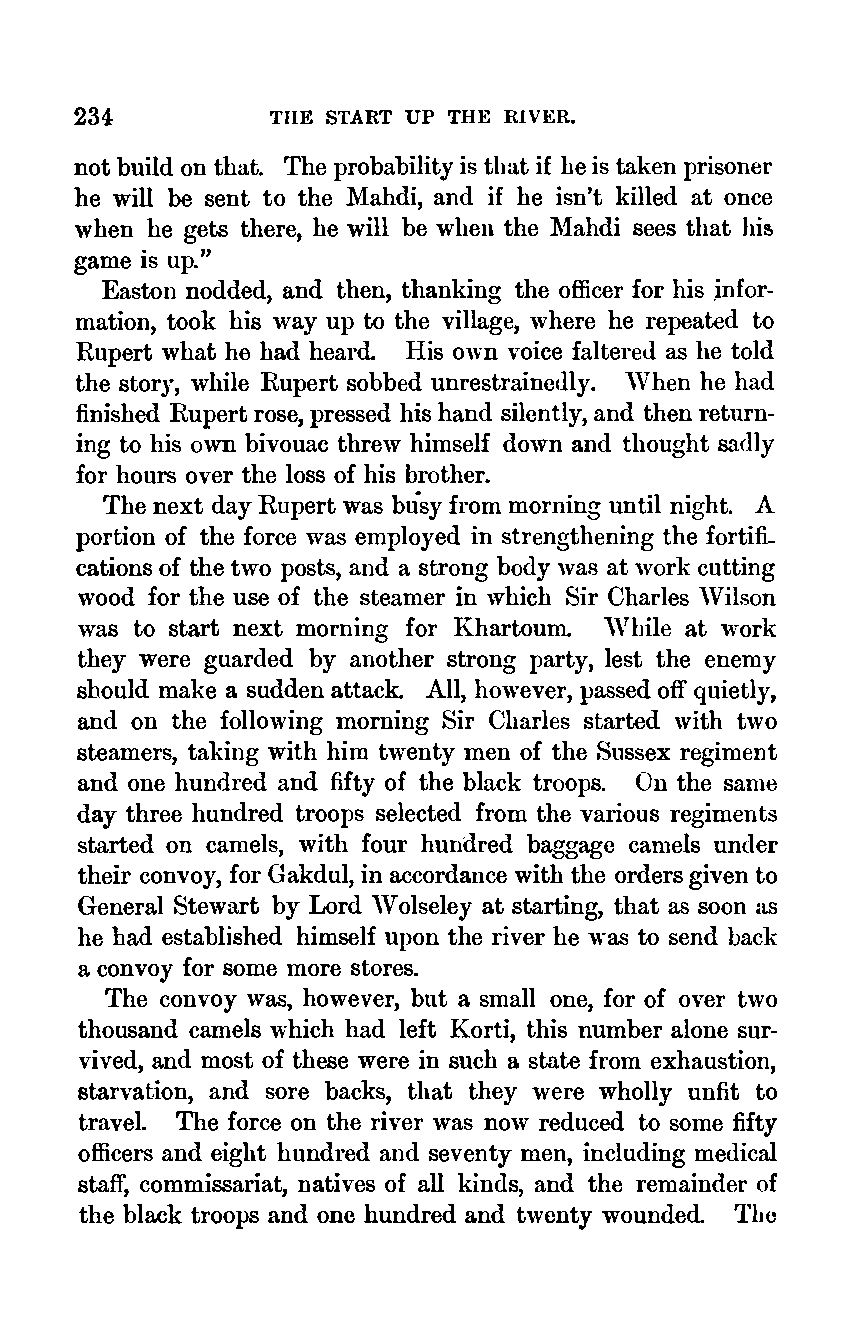 234 THE START UP THE RIVER.
not build on that. The probability is that if he is taken prisoner
he will be sent to the Mahdi, and if he isn't killed at once
when he gets there, he will be when the Mahdi sees that his
game is up."
Easton nodded, and then, thanking the officer for his infor-
mation, took his way up to the village, where he repeated to
Rupert what he had heard. His own voice faltered as he told
the story, while Rupert sobbed unrestrainedly. When he had
finished Rupert rose, pressed his hand silently, and then return-
ing to his own bivouac threw himself down and thought sadly
for hours over the loss of his brother.
The next day Rupert was busy from morning until night. A
portion of the force was employed in strengthening the fortifi-
cations of the two posts, and a strong body was at work cutting
wood for the use of the steamer in which Sir Charles Wilson
was to start next morning for Khartoum. While at work
they were guarded by another strong party, lest the enemy
should make a sudden attack. All, however, passed off quietly,
and on the following morning Sir Charles started with two
steamers, taking with him twenty men of the Sussex regiment
and one hundred and fifty of the black troops. On the same
day three hundred troops selected from the various regiments
started on camels, with four hundred baggage camels under
their convoy, for Gakdul, in accordance with the orders given to
General Stewart by Lord Wolseley at starting, that as soon as
he had established himself upon the river he was to send back
a convoy for some more stores.
The convoy was, however, but a small one, for of over two
thousand camels which had left Korti, this number alone sur-
vived, and most of these were in such a state from exhaustion,
starvation, and sore backs, that they were wholly unfit to
travel. The force on the river was now reduced to some fifty
officers and eight hundred and seventy men, including medical
staff, commissariat, natives of all kinds, and the remainder of
the black troops and one hundred and twenty wounded. The